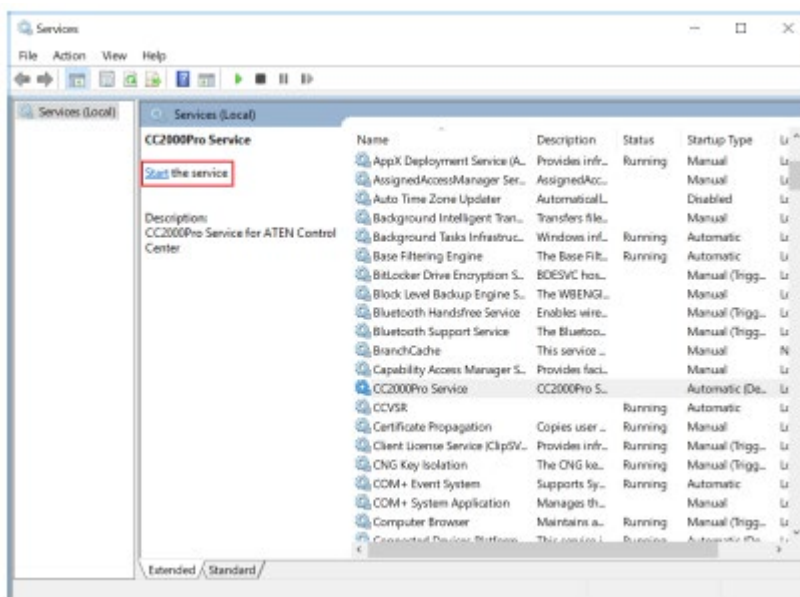 Services
File Action View Help
Services (Local)
Services (Local)
CC2000Pro Service
Start the service
Description:
CC2000Pro Service for ATEN Control
Center
Name Description Status Startup Type
AppX Deployment Service (A... Provides infr... Running Manual
AssignedAccessManager Ser... AssignedAcc... Manual
Auto Time Zone Updater Automaticall... Disabled
Background Intelligent Tran... Transfers file... Manual
Background Tasks Infrastruc... Windows inf... Running Automatic
Base Filtering Engine The Base Filt... Running Automatic
BitLocker Drive Encryption S... BDESVC hos... Manual (Trigg...
Block Level Backup Engine S... The WBENGI... Manual
Bluetooth Handsfree Service Enables wire... Manual (Trigg...
Bluetooth Support Service The Bluetoo... Manual (Trigg...
BranchCache This service ... Manual
Capability Access Manager S... Provides faci... Manual
CC2000Pro Service CC2000Pro S... Automatic (De...
CCVSR Running Automatic
Certificate Propagation Copies user ... Running Manual
Client License Service (ClipSV... Provides infr... Running Manual (Trigg...
CNG Key Isolation The CNG ke... Running Manual (Trigg...
COM+ Event System Supports Sy... Running Automatic
COM+ System Application Manages th... Manual
Computer Browser Maintains a... Running Manual (Trigg...
Connected Devices Platform This service i... Running Automatic (De...
Extended Standard